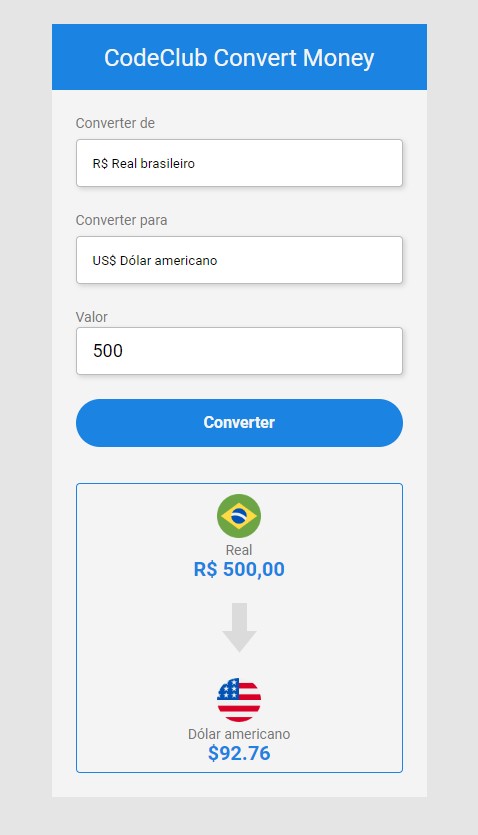 CodeClub Convert Money
Converter de
R$ Real brasileiro
Converter para
US$ Dólar americano
Valor
500
Converter
Real
R$ 500,00
Dólar americano
$92.76